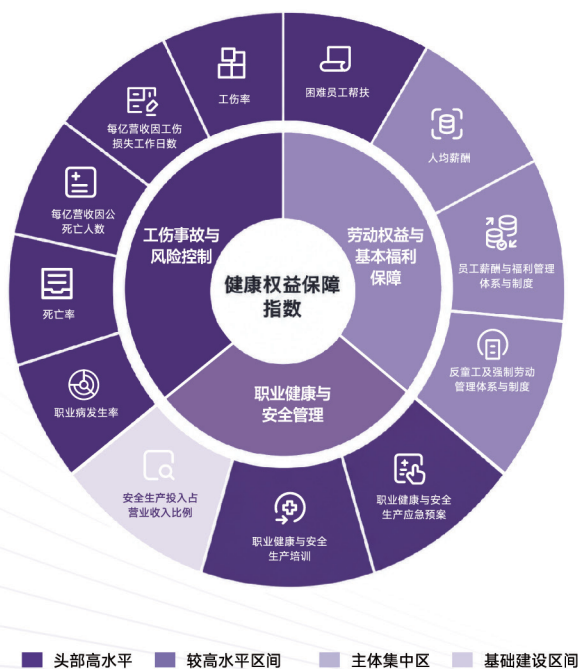 健康权益保障
指数
工伤事故与
风险控制
劳动权益与
基本福利
保障
职业健康与
安全管理
困难员工帮扶
人均薪酬
员工薪酬与福利管理
体系与制度
反童工及强制劳动
管理体系与制度
职业健康与安全
生产应急预案
职业健康与安全
生产培训
安全生产投入占
营业收入比例
职业病发生率
死亡率
每亿营收因公
死亡人数
每亿营收因工伤
损失工作日数
工伤率
头部高水平
较高水平区间
主体集中区
基础建设区间